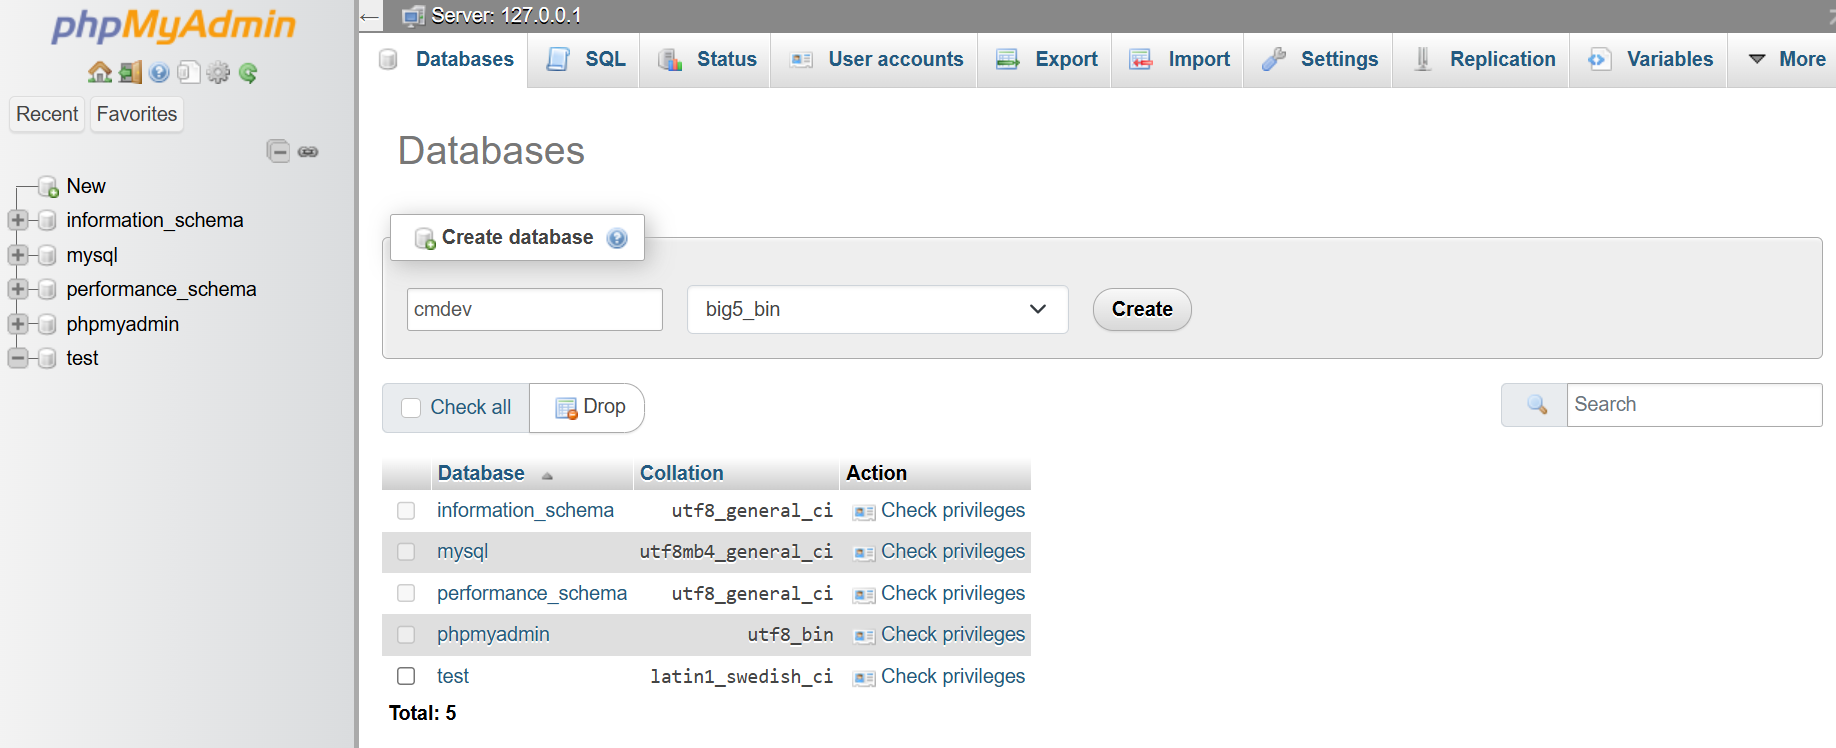 phpMyAdmin
Recent Favorites
New
information_schema
mysql
performance_schema
phpmyadmin
test
Server: 127.0.0.1
Databases SQL Status User accounts Export Import Settings Replication Variables More
Databases
Create database
cmdev big5_bin Create
Check all Drop Search
Database Collation Action
information_schema utf8_general_ci Check privileges
mysql utf8mb4_general_ci Check privileges
performance_schema utf8_general_ci Check privileges
phpmyadmin utf8_bin Check privileges
test latin1_swedish_ci Check privileges
Total: 5